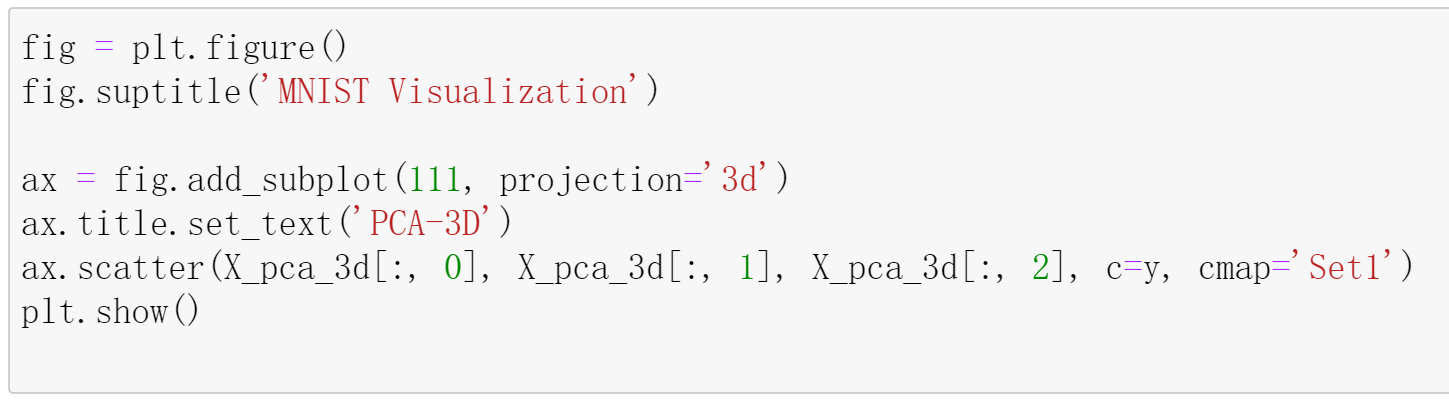 fig = plt.figure()
fig.suptitle('MNIST Visualization')
ax = fig.add_subplot(111, projection='3d')
ax.title.set_text('PCA-3D')
ax.scatter(X_pca_3d[:, 0], X_pca_3d[:, 1], X_pca_3d[:, 2], c=y, cmap='Set1')
plt.show()